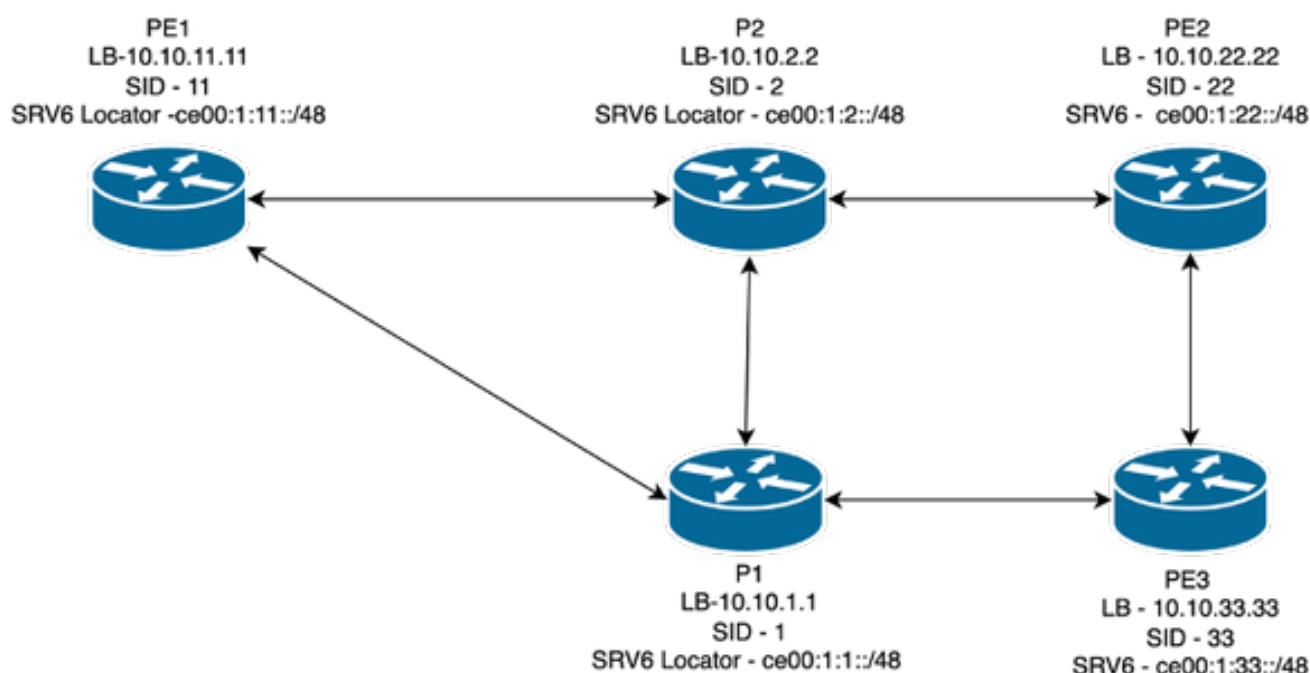 PE1
LB-10.10.11.11
SID - 11
SRV6 Locator -ce00:1:11::/48
P2
LB-10.10.2.2
SID - 2
SRV6 Locator - ce00:1:2::/48
PE2
LB - 10.10.22.22
SID - 22
SRV6 - ce00:1:22::/48
P1
LB-10.10.1.1
SID - 1
SRV6 Locator - ce00:1:1::/48
PE3
LB - 10.10.33.33
SID - 33
SRV6 - ce00:1:33::/48